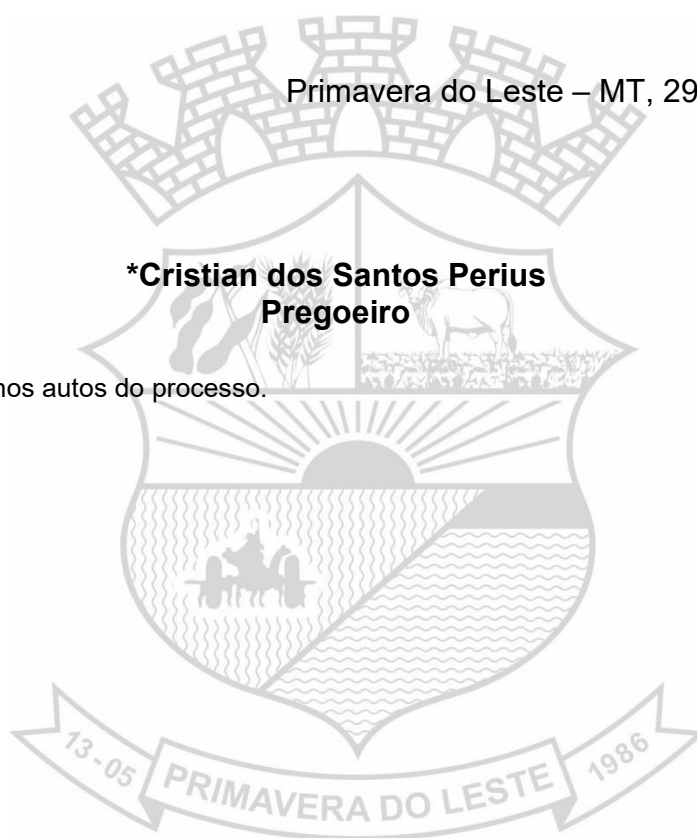 Primavera do Leste – MT, 29
*Cristian dos Santos Perius
Pregoeiro
nos autos do processo.
13-05
PRIMAVERA DO LESTE
1986